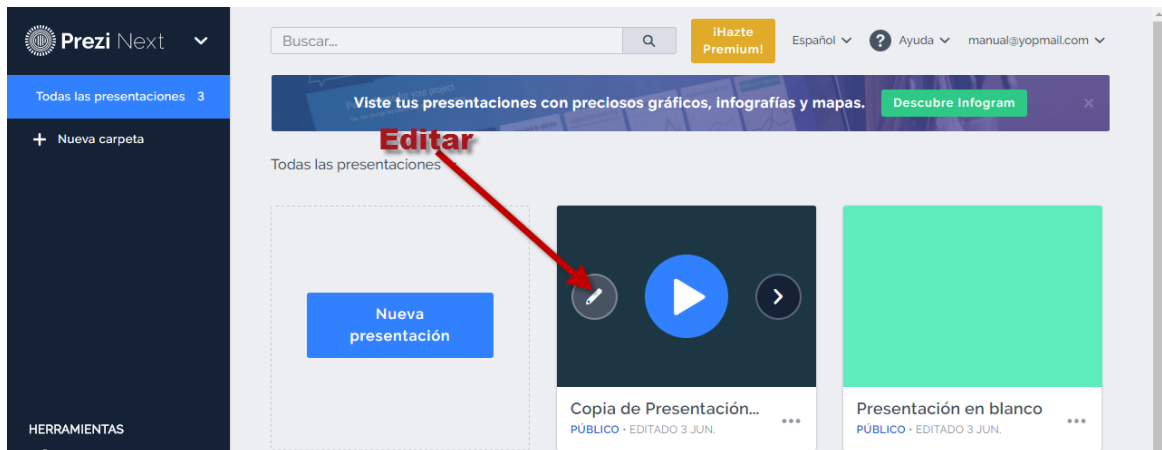 Prezi Next
Buscar...
¡Hazte
Premium!
Español
? Ayuda
manual@yopmail.com
Todas las presentaciones 3
+ Nueva carpeta
Viste tus presentaciones con preciosos gráficos, infografías y mapas.
Descubre Infogram
Editar
Todas las presentaciones
Nueva
presentación
Copia de Presentación...
PÚBLICO • EDITADO 3 JUN.
Presentación en blanco
PÚBLICO • EDITADO 3 JUN.
HERRAMIENTAS